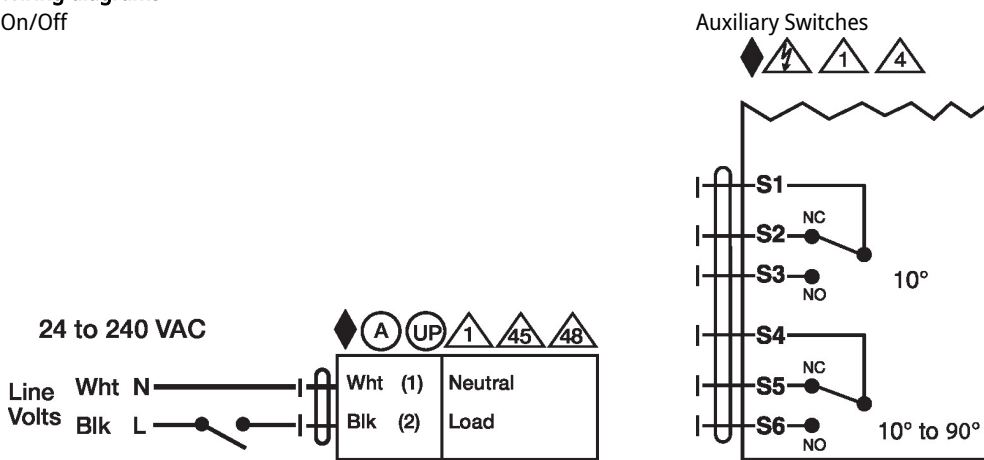 On/Off
24 to 240 VAC
A UP 1 45 48
Line Volts
Wht N
Blk L
Wht (1) Neutral
Blk (2) Load
Auxiliary Switches
1 4
S1
NC
S2
S3
NO
10°
S4
NC
S5
S6
NO
10° to 90°